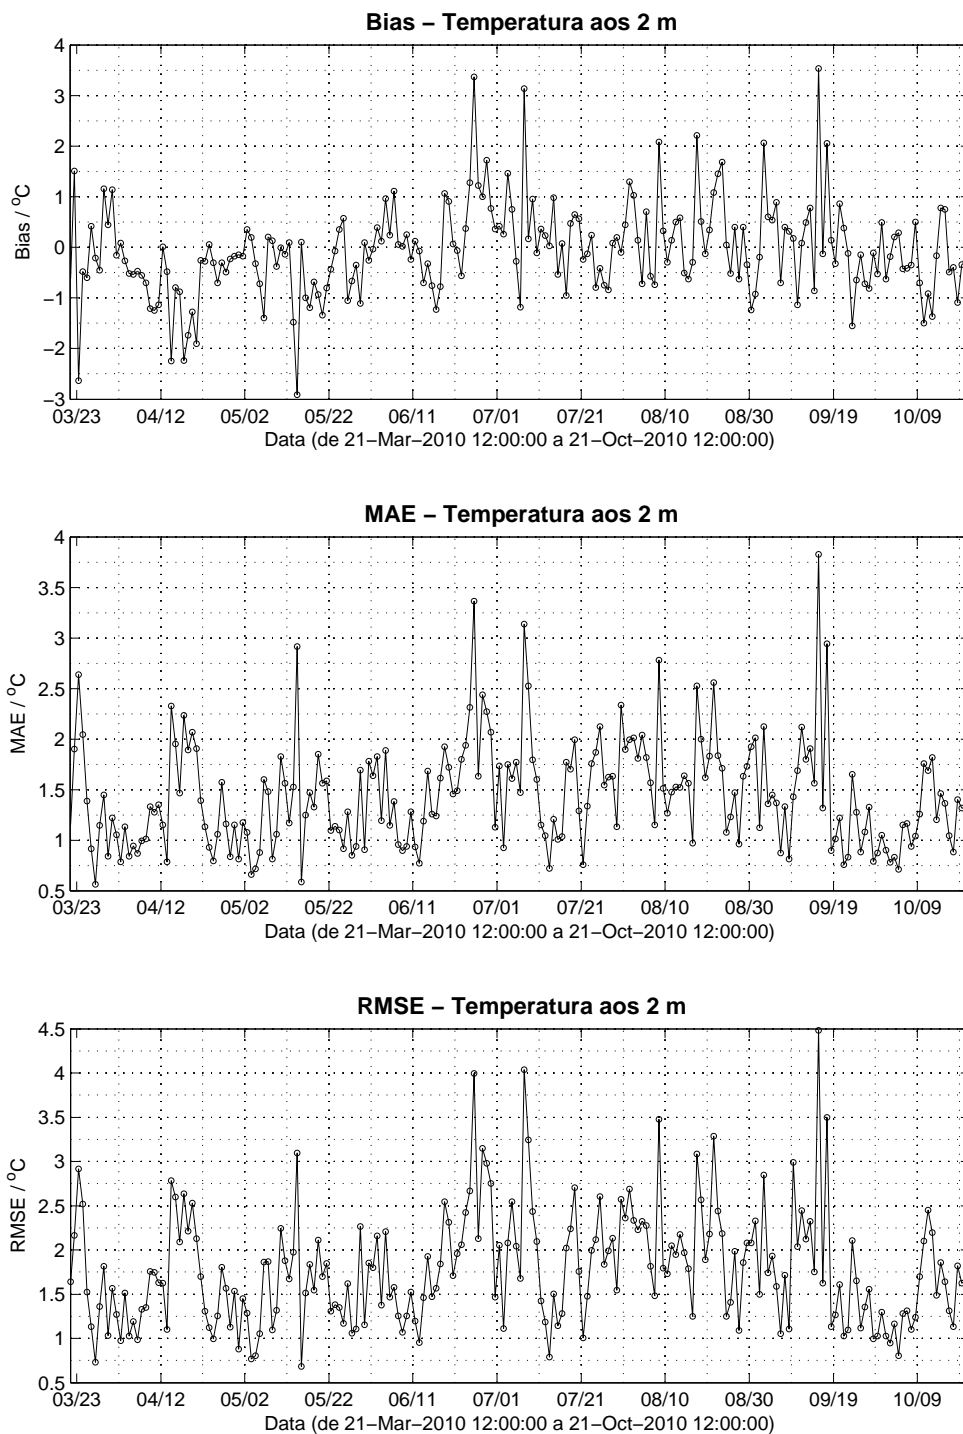 Bias − Temperatura aos 2 m
4
3
2
1
0
−1
−2
−3
Bias / °C
03/23 04/12 05/02 05/22 06/11 07/01 07/21 08/10 08/30 09/19 10/09
Data (de 21−Mar−2010 12:00:00 a 21−Oct−2010 12:00:00)
MAE − Temperatura aos 2 m
4
3.5
3
2.5
2
1.5
1
0.5
MAE / °C
03/23 04/12 05/02 05/22 06/11 07/01 07/21 08/10 08/30 09/19 10/09
Data (de 21−Mar−2010 12:00:00 a 21−Oct−2010 12:00:00)
RMSE − Temperatura aos 2 m
4.5
4
3.5
3
2.5
2
1.5
1
0.5
RMSE / °C
03/23 04/12 05/02 05/22 06/11 07/01 07/21 08/10 08/30 09/19 10/09
Data (de 21−Mar−2010 12:00:00 a 21−Oct−2010 12:00:00)